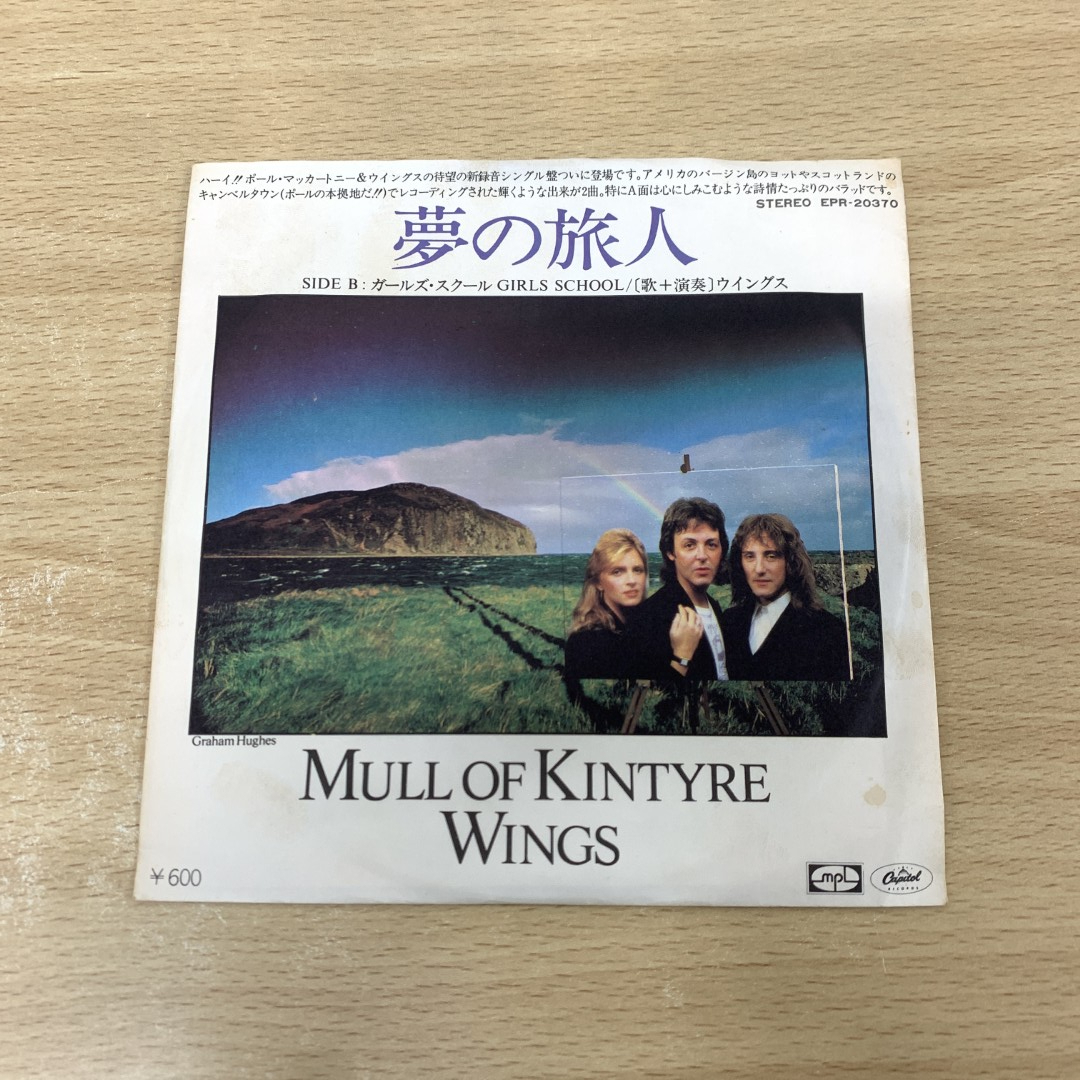 ハーイ!!ポール・マッカートニー&ウイングスの待望の新録音シングル盤ついに登場です。アメリカのバージン島のヨットやスコットランドの
キャンベルタウン(ポールの本拠地だ!!)でレコーディングされた輝くような出来が2曲。特にA面は心にしみこむような詩情たっぷりのバラッドです。
STEREO EPR-20370
夢の旅人
SIDE B: ガールズ・スクール GIRLS SCHOOL/〔歌+演奏〕ウイングス
Graham Hughes
MULL OF KINTYRE
WINGS
¥600
mpl
Capitol
RECORDS